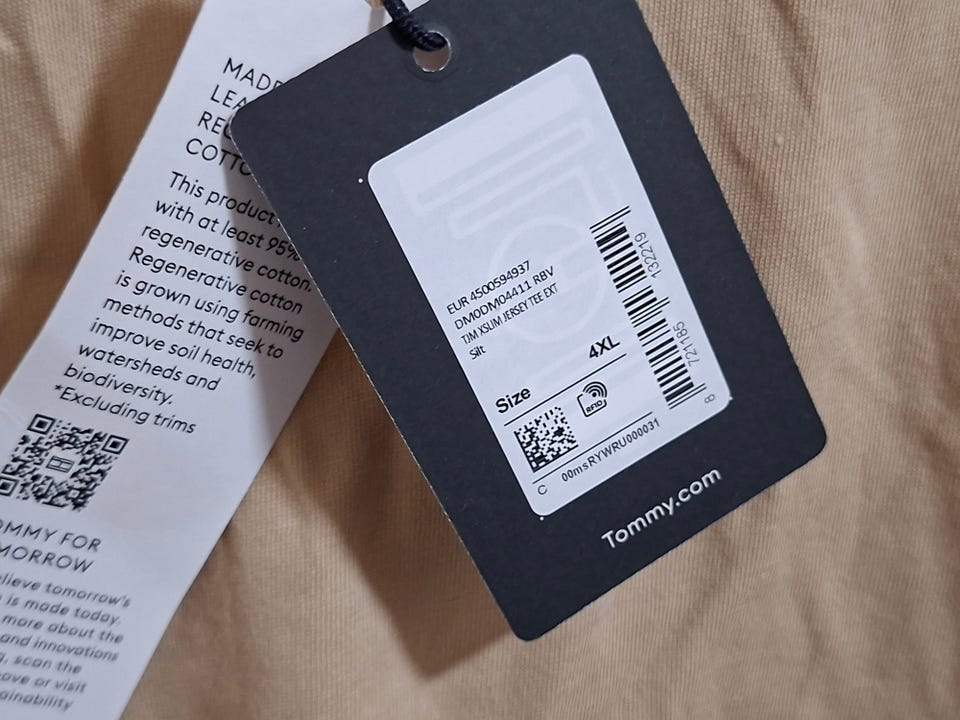 MADE
LEA
REG
COTTO
This product
with at least 95%
regenerative cotton.
Regenerative cotton
is grown using farming
methods that seek to
improve soil health,
watersheds and
biodiversity.
*Excluding trims
OMMY FOR
MORROW
lieve tomorrow's
is made today.
more about the
and innovations
, scan the
ove or visit
ainability
EUR 4500594937
DM0DM04411 RBV
TJM XSLIM JERSEY TEE EXT
Silt
Size 4XL
RFID
C 00msRYWRU000031
8 721185 132219
Tommy.com